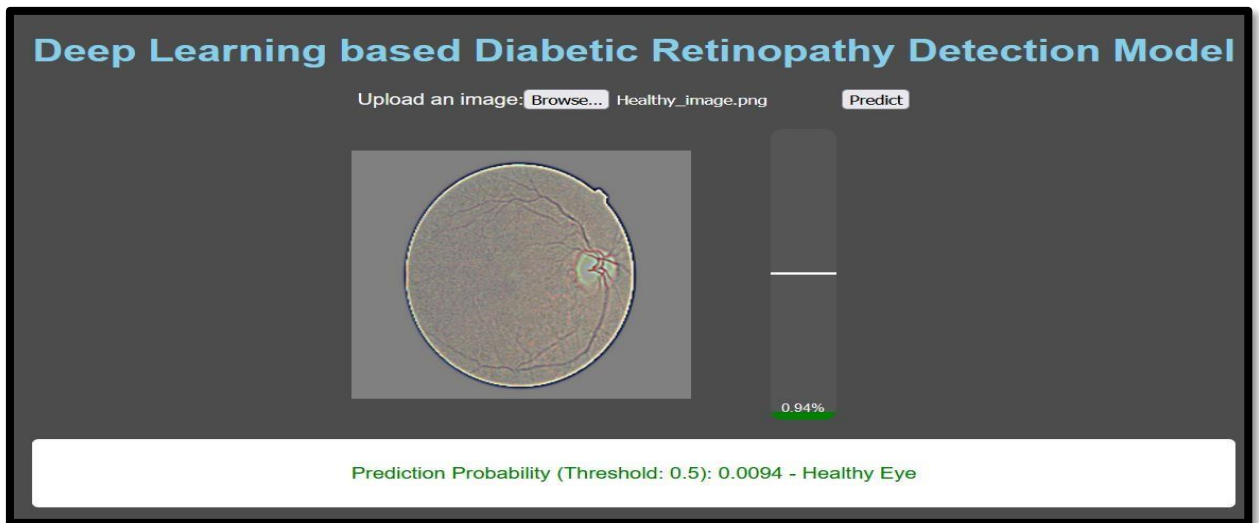 Deep Learning based Diabetic Retinopathy Detection Model
Upload an image: Browse... Healthy_image.png Predict
0.94%
Prediction Probability (Threshold: 0.5): 0.0094 - Healthy Eye